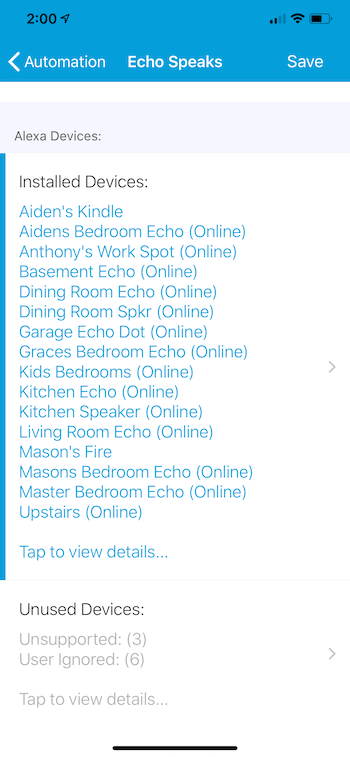 2:00
Automation Echo Speaks Save
Alexa Devices:
Installed Devices:
Aiden's Kindle
Aidens Bedroom Echo (Online)
Anthony's Work Spot (Online)
Basement Echo (Online)
Dining Room Echo (Online)
Dining Room Spkr (Online)
Garage Echo Dot (Online)
Graces Bedroom Echo (Online)
Kids Bedrooms (Online)
Kitchen Echo (Online)
Kitchen Speaker (Online)
Living Room Echo (Online)
Mason's Fire
Masons Bedroom Echo (Online)
Master Bedroom Echo (Online)
Upstairs (Online)
Tap to view details...
Unused Devices:
Unsupported: (3)
User Ignored: (6)
Tap to view details...